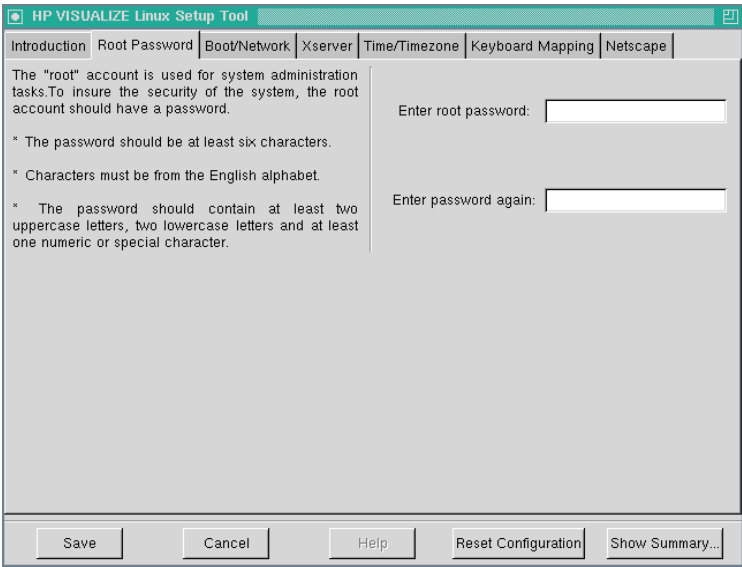 HP VISUALIZE Linux Setup Tool
Introduction Root Password Boot/Network Xserver Time/Timezone Keyboard Mapping Netscape
The "root" account is used for system administration
tasks.To insure the security of the system, the root
account should have a password.
* The password should be at least six characters.
* Characters must be from the English alphabet.
* The password should contain at least two
uppercase letters, two lowercase letters and at least
one numeric or special character.
Enter root password:
Enter password again:
Save Cancel Help Reset Configuration Show Summary...